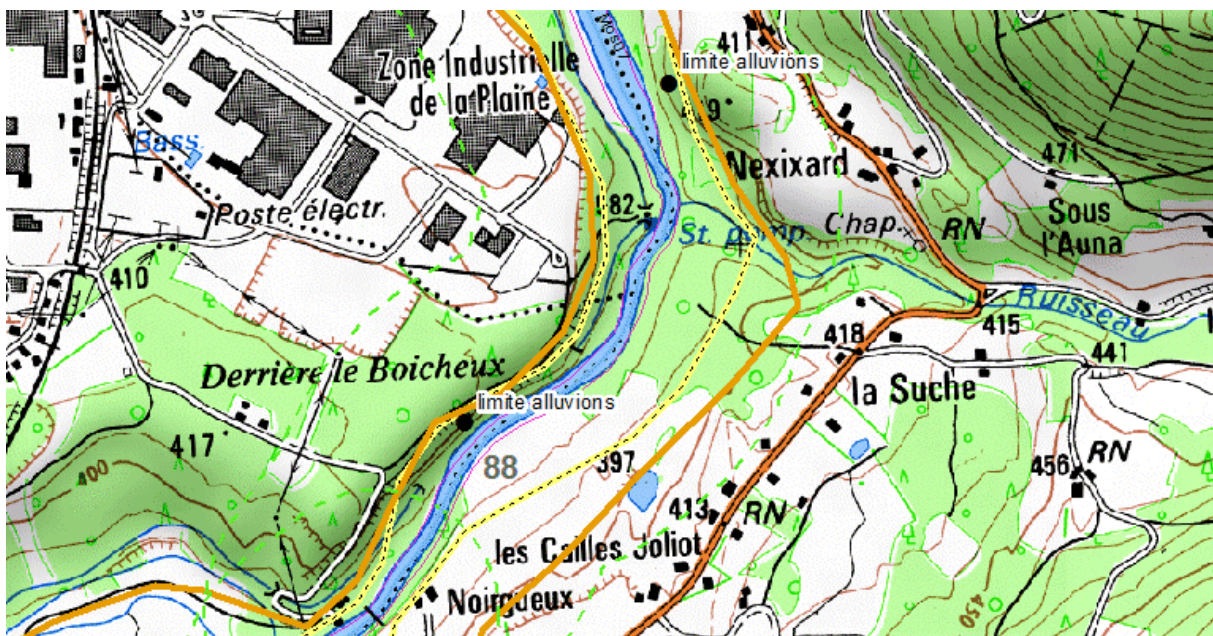 411
limite alluvions
Zone Industrielle
de la Plaine
Bass.
Nexixard
471
Poste électr.
382
St. pomp.
Chap.
RN
Sous
l'Auna
410
Ruisseau
418
415
441
Derrière le Boicheux
limite alluvions
la Suche
417
400
88
397
456
RN
413
RN
les Cailles Joliot
Noirgueux
450